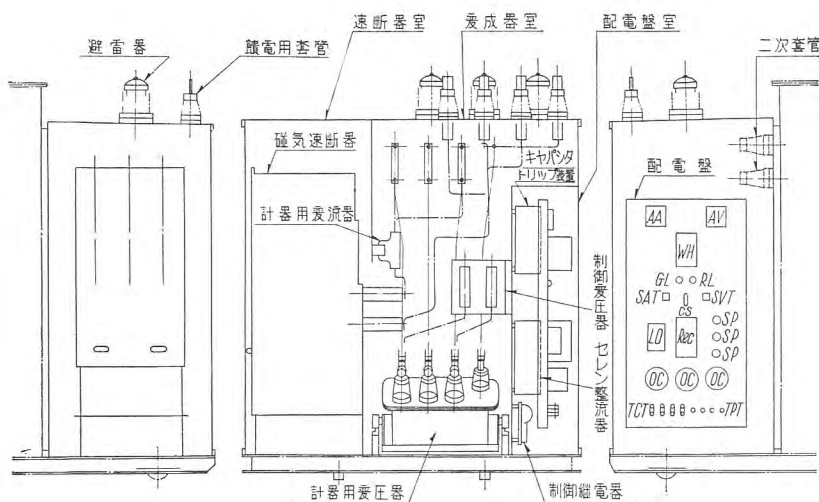 避雷器
饋電用套管
速断器室
変成器室
配電盤室
二次套管
磁気速断器
計器用変流器
キャパシタ
トリップ装置
制御変圧器
セレン整流器
計器用変圧器
制御継電器
配電盤
AA AV
WH
GL RL
SAT SVT
CS
LD Rec SP
SP
SP
OC OC OC
TCT TPT